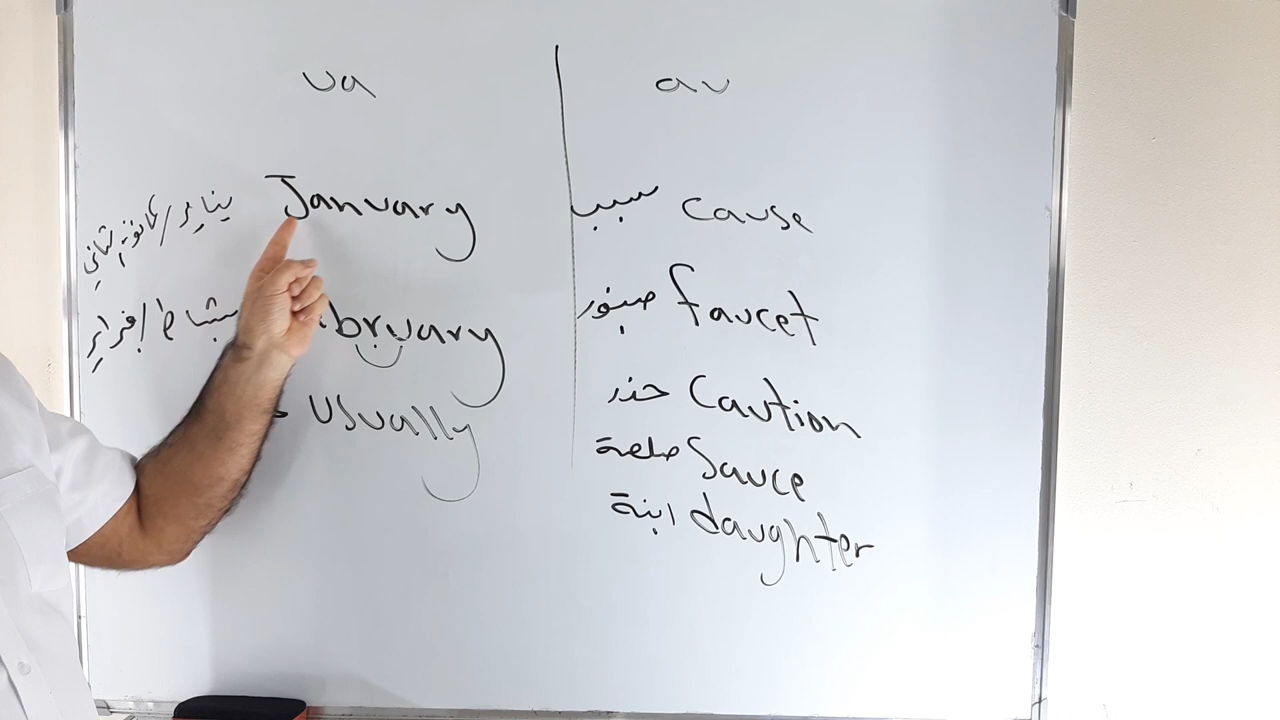 ua
au
January يناير/كانون الثاني
bruary شباط/فبراير
usually
cause سبب
faucet صنبور
Caution حذر
Sauce صلصة
daughter ابنة